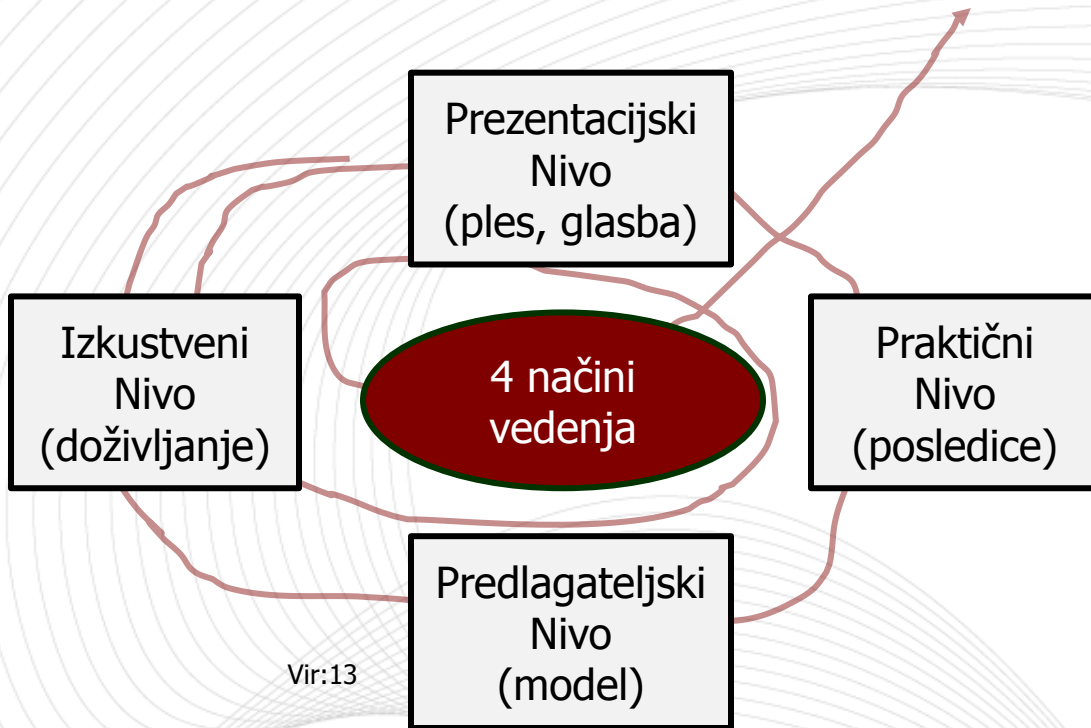 Prezentacijski
Nivo
(ples, glasba)
Izkustveni
Nivo
(doživljanje)
4 načini
vedenja
Praktični
Nivo
(posledice)
Predlagateljski
Nivo
(model)
Vir:13